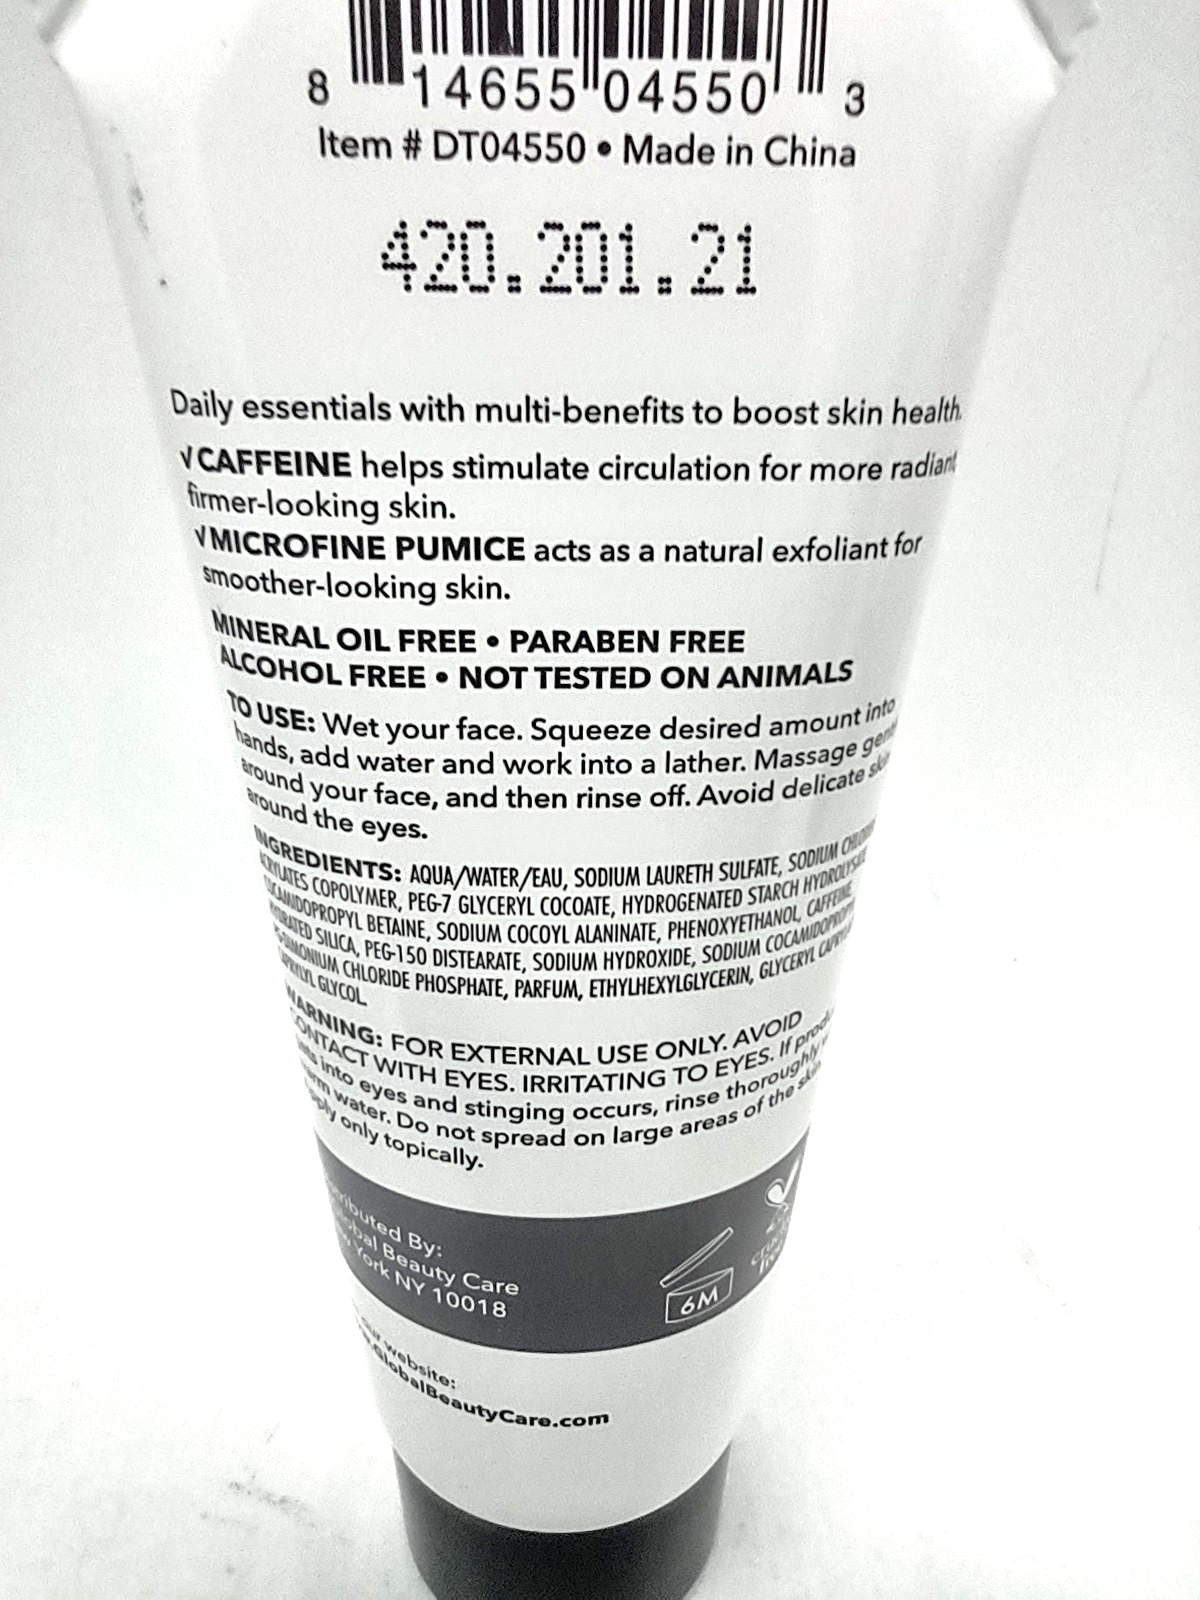 8 14655 04550 3
Item # DT04550 • Made in China
420.201.21
Daily essentials with multi-benefits to boost skin health.
√CAFFEINE helps stimulate circulation for more radiant
firmer-looking skin.
√MICROFINE PUMICE acts as a natural exfoliant for
smoother-looking skin.
MINERAL OIL FREE • PARABEN FREE
ALCOHOL FREE • NOT TESTED ON ANIMALS
TO USE: Wet your face. Squeeze desired amount into
hands, add water and work into a lather. Massage
around your face, and then rinse off. Avoid delicate
around the eyes.
INGREDIENTS: AQUA/WATER/EAU, SODIUM LAURETH SULFATE, SODIUM
COPOLYMER, PEG-7 GLYCERYL COCOATE, HYDROGENATED STARCH HYDROLYSATE
BETAINE, SODIUM COCOYL ALANINATE, PHENOXYETHANOL, CAFFEINE,
SILICA, PEG-150 DISTEARATE, SODIUM HYDROXIDE, SODIUM
CHLORIDE PHOSPHATE, PARFUM, ETHYLHEXYLGLYCERIN, GLYCERYL
GLYCOL.
WARNING: FOR EXTERNAL USE ONLY. AVOID
CONTACT WITH EYES. IRRITATING TO EYES. If
into eyes and stinging occurs, rinse thoroughly
water. Do not spread on large areas of the
only topically.
By:
Global Beauty Care
York NY 10018
6M
cruelty
free
our website:
GlobalBeautyCare.com